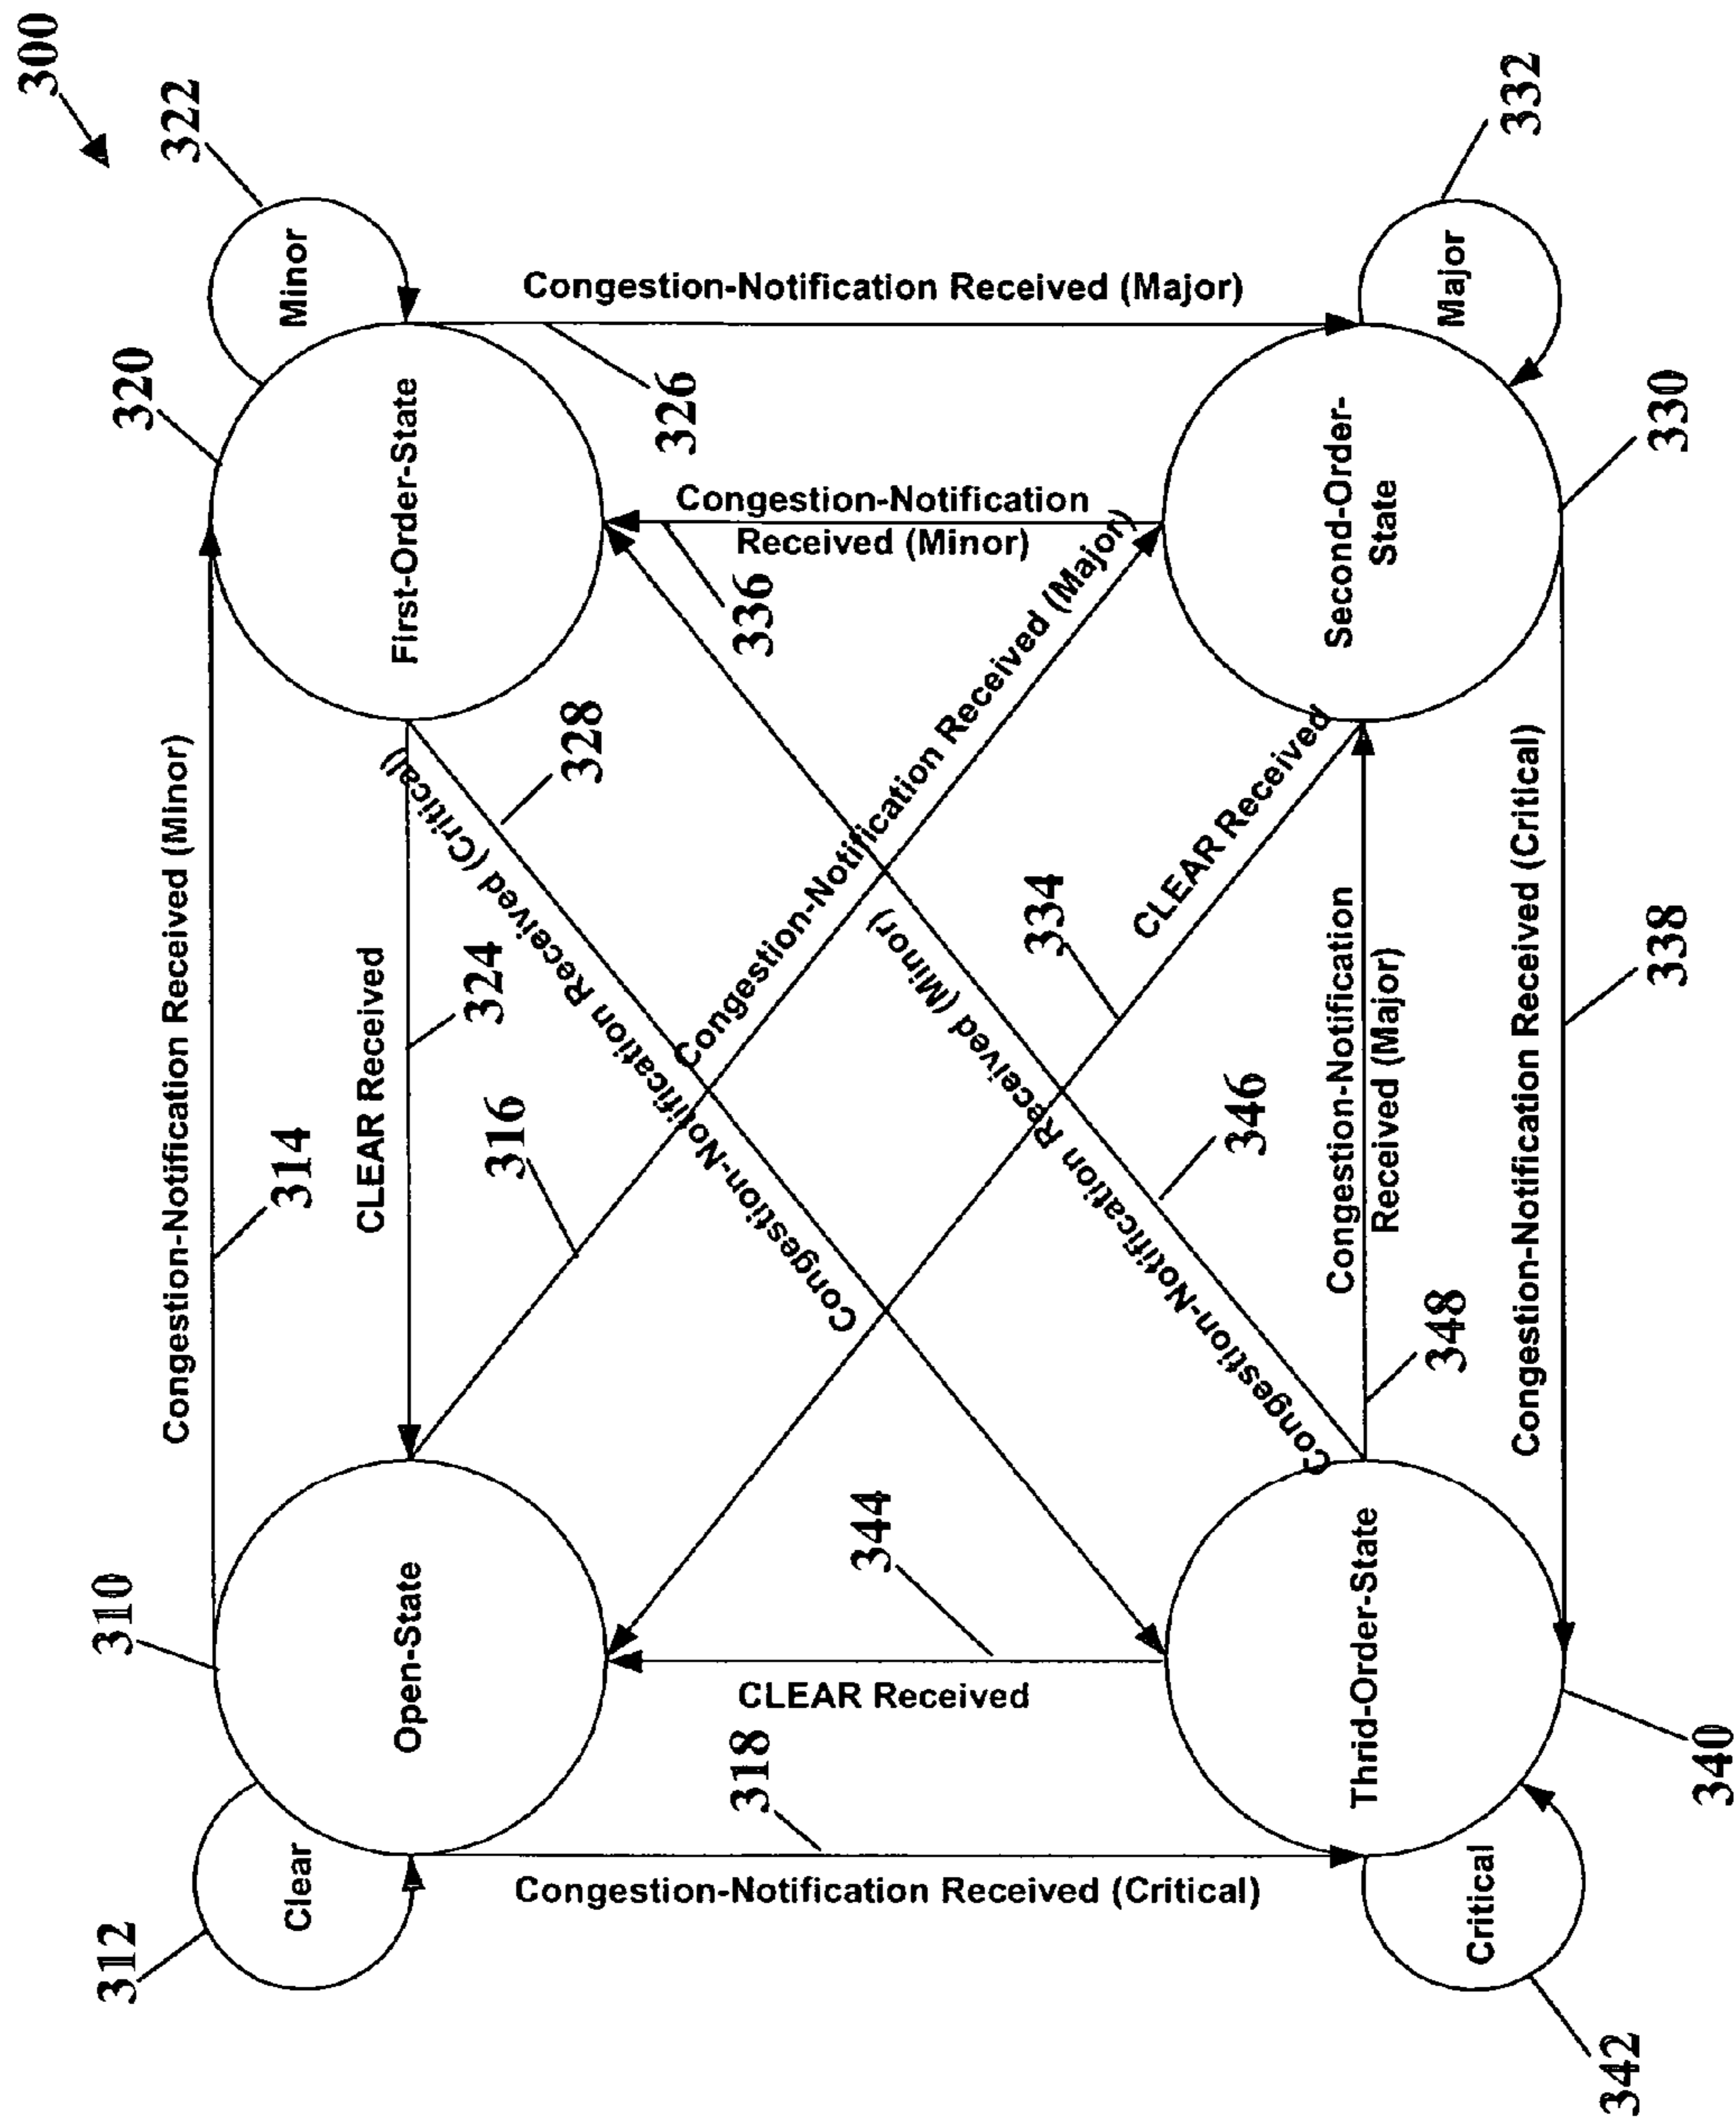 300
322
Minor
320
First-Order-State
Congestion-Notification Received (Major)
326
Congestion-Notification
Received (Minor)
336
332
Major
Second-Order-
State
330
Congestion-Notification Received (Minor)
314
CLEAR Received
324
328
Congestion-Notification Received (Critical)
316
Congestion-Notification Received (Major)
334
CLEAR Received
Congestion-Notification Received (Minor)
346
Congestion-Notification
Received (Major)
348
Congestion-Notification Received (Critical)
338
310
Open-State
312
Clear
344
CLEAR Received
318
Congestion-Notification Received (Critical)
Thrid-Order-State
340
Critical
342